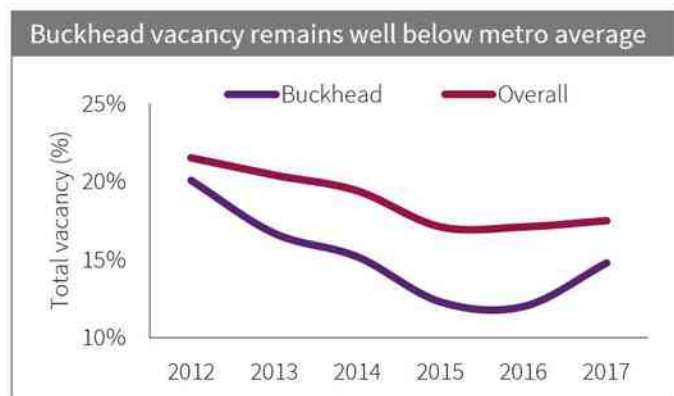 Buckhead vacancy remains well below metro average
Buckhead Overall
Total vacancy (%)
25%
20%
15%
10%
2012 2013 2014 2015 2016 2017